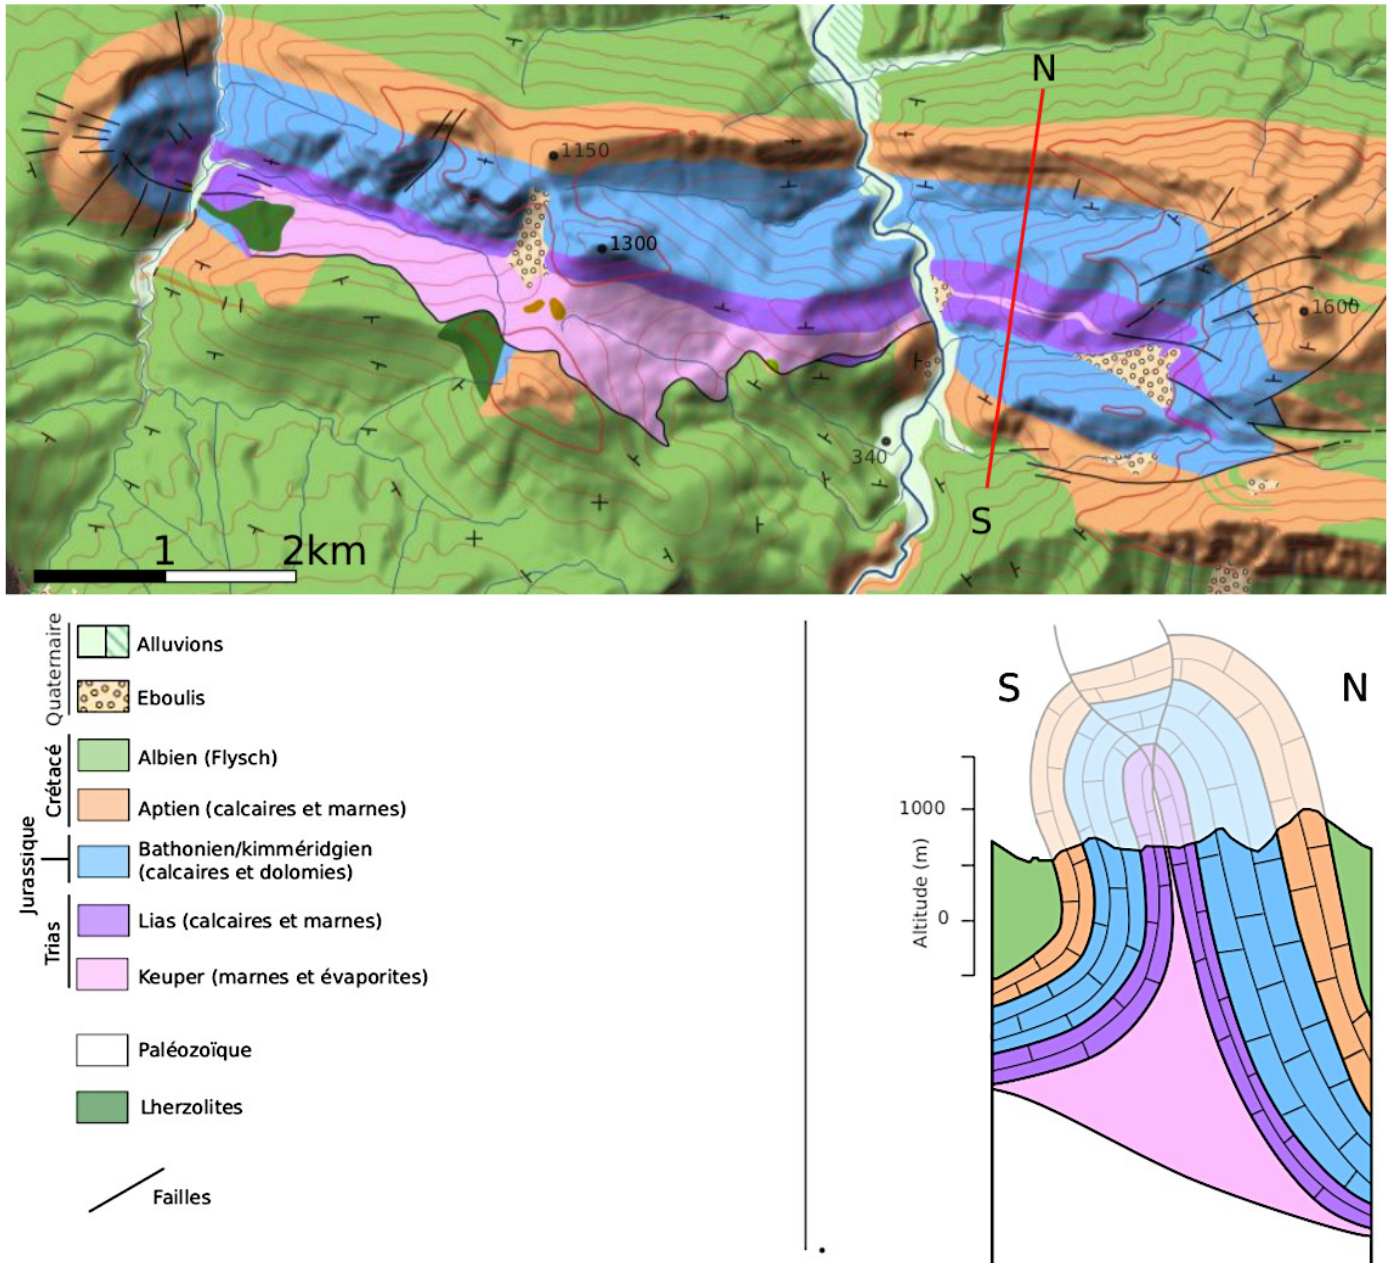 N
1150
1300
1600
340
S
1 2km
Quaternaire
Alluvions
Eboulis
Crétacé
Albien (Flysch)
Aptien (calcaires et marnes)
Jurassique
Bathonien/kimméridgien
(calcaires et dolomies)
Trias
Lias (calcaires et marnes)
Keuper (marnes et évaporites)
Paléozoïque
Lherzolites
Failles
S N
Altitude (m)
1000
0